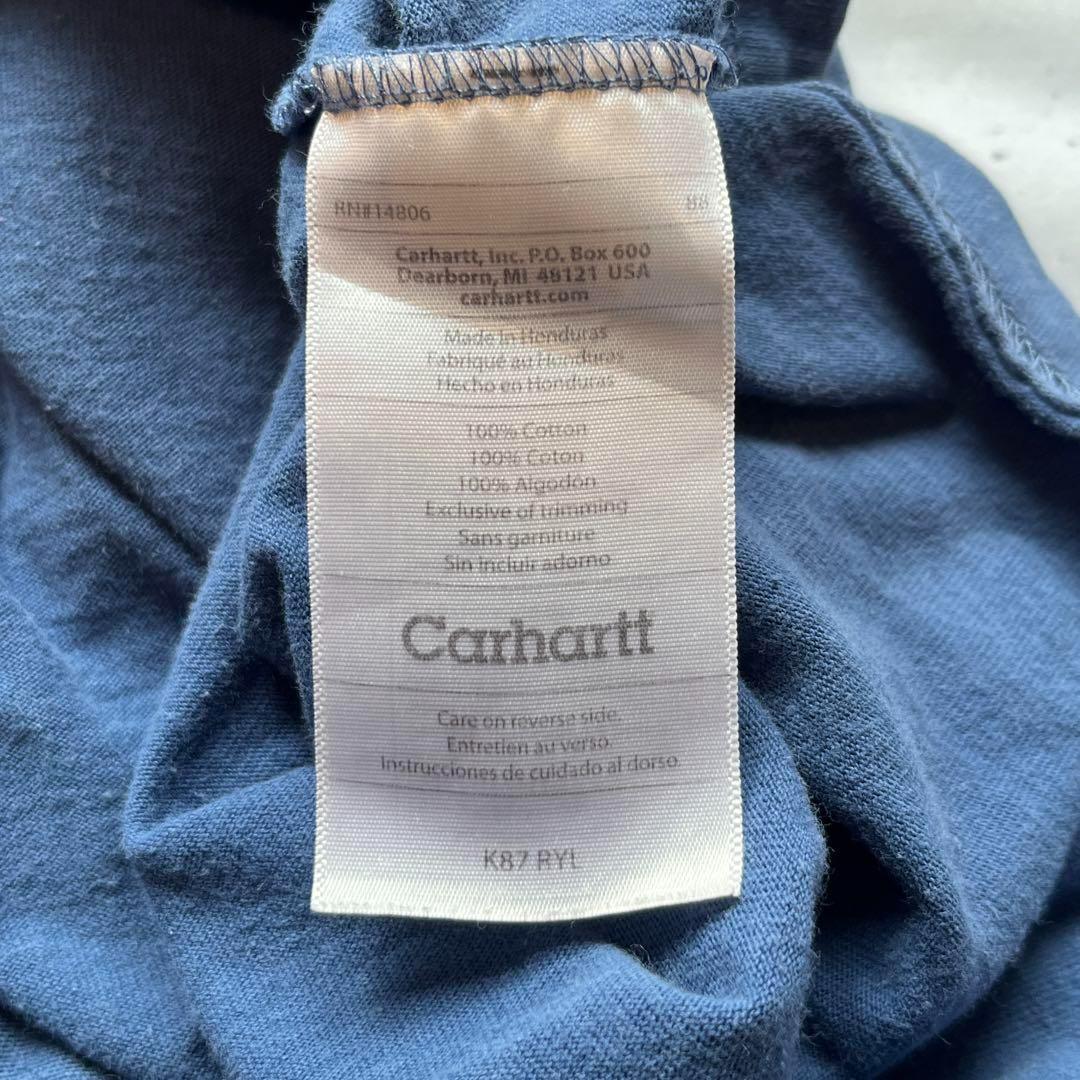 RN#14806 88
Carhartt, Inc. P.O. Box 600
Dearborn, MI 48121 USA
carhartt.com
Made in Honduras
Fabriqué au Honduras
Hecho en Honduras
100% Cotton
100% Coton
100% Algodón
Exclusive of trimming
Sans garniture
Sin incluir adorno
Carhartt
Care on reverse side.
Entretien au verso.
Instrucciones de cuidado al dorso
K87 RYL